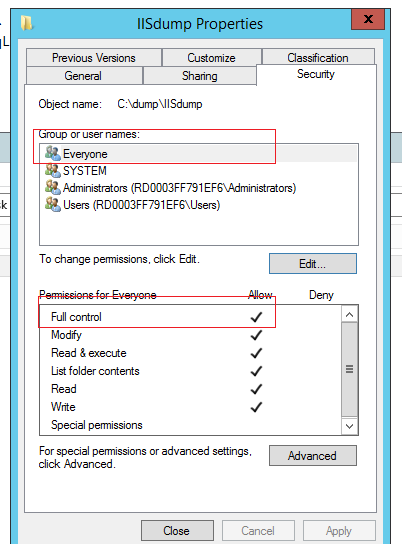 IISdump Properties
x
Previous Versions Customize Classification
General Sharing Security
Object name: C:\dump\IISdump
Group or user names:
Everyone
SYSTEM
Administrators (RD0003FF791EF6\Administrators)
Users (RD0003FF791EF6\Users)
To change permissions, click Edit. Edit...
Permissions for Everyone Allow Deny
Full control
Modify
Read & execute
List folder contents
Read
Write
Special permissions
For special permissions or advanced settings,
click Advanced. Advanced
Close Cancel Apply